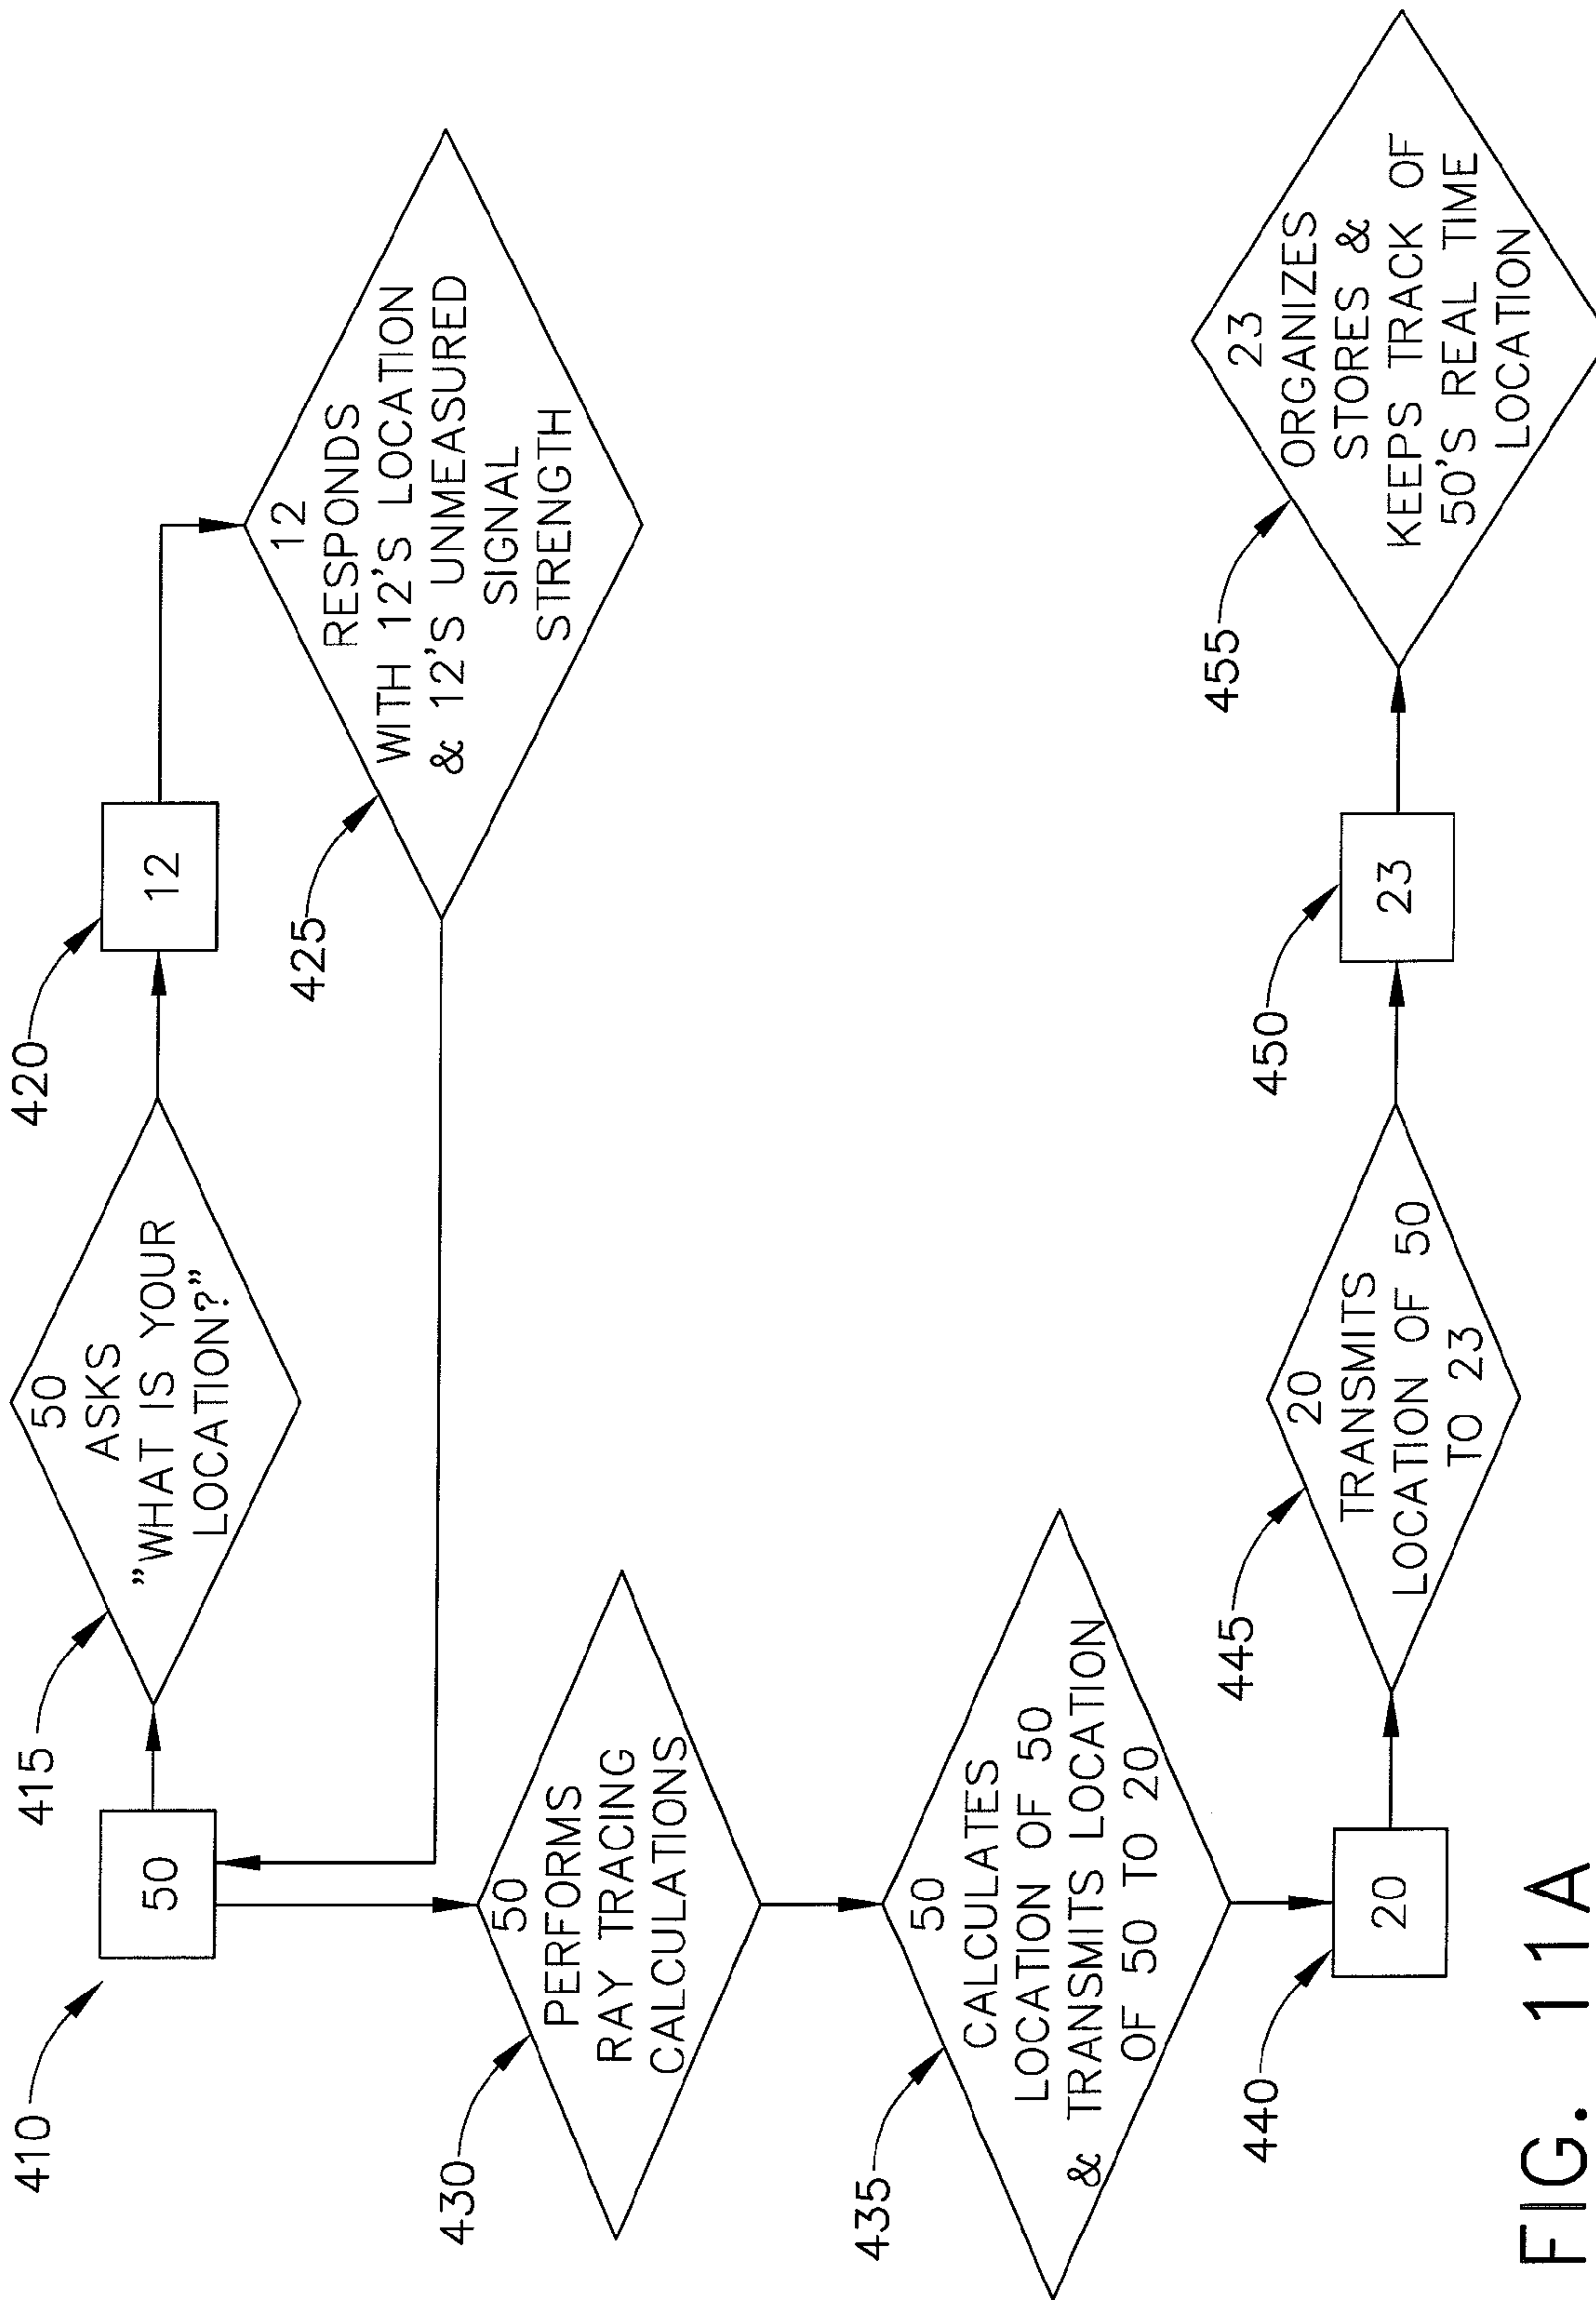 410
50
415
50
ASKS
"WHAT IS YOUR
LOCATION?"
420
12
425
12
RESPONDS
WITH 12'S LOCATION
& 12'S UNMEASURED
SIGNAL
STRENGTH
430
50
PERFORMS
RAY TRACING
CALCULATIONS
435
50
CALCULATES
LOCATION OF 50
& TRANSMITS LOCATION
OF 50 TO 20
440
20
445
20
TRANSMITS
LOCATION OF 50
TO 23
450
23
455
23
ORGANIZES
STORES &
KEEPS TRACK OF
50'S REAL TIME
LOCATION
FIG. 11A